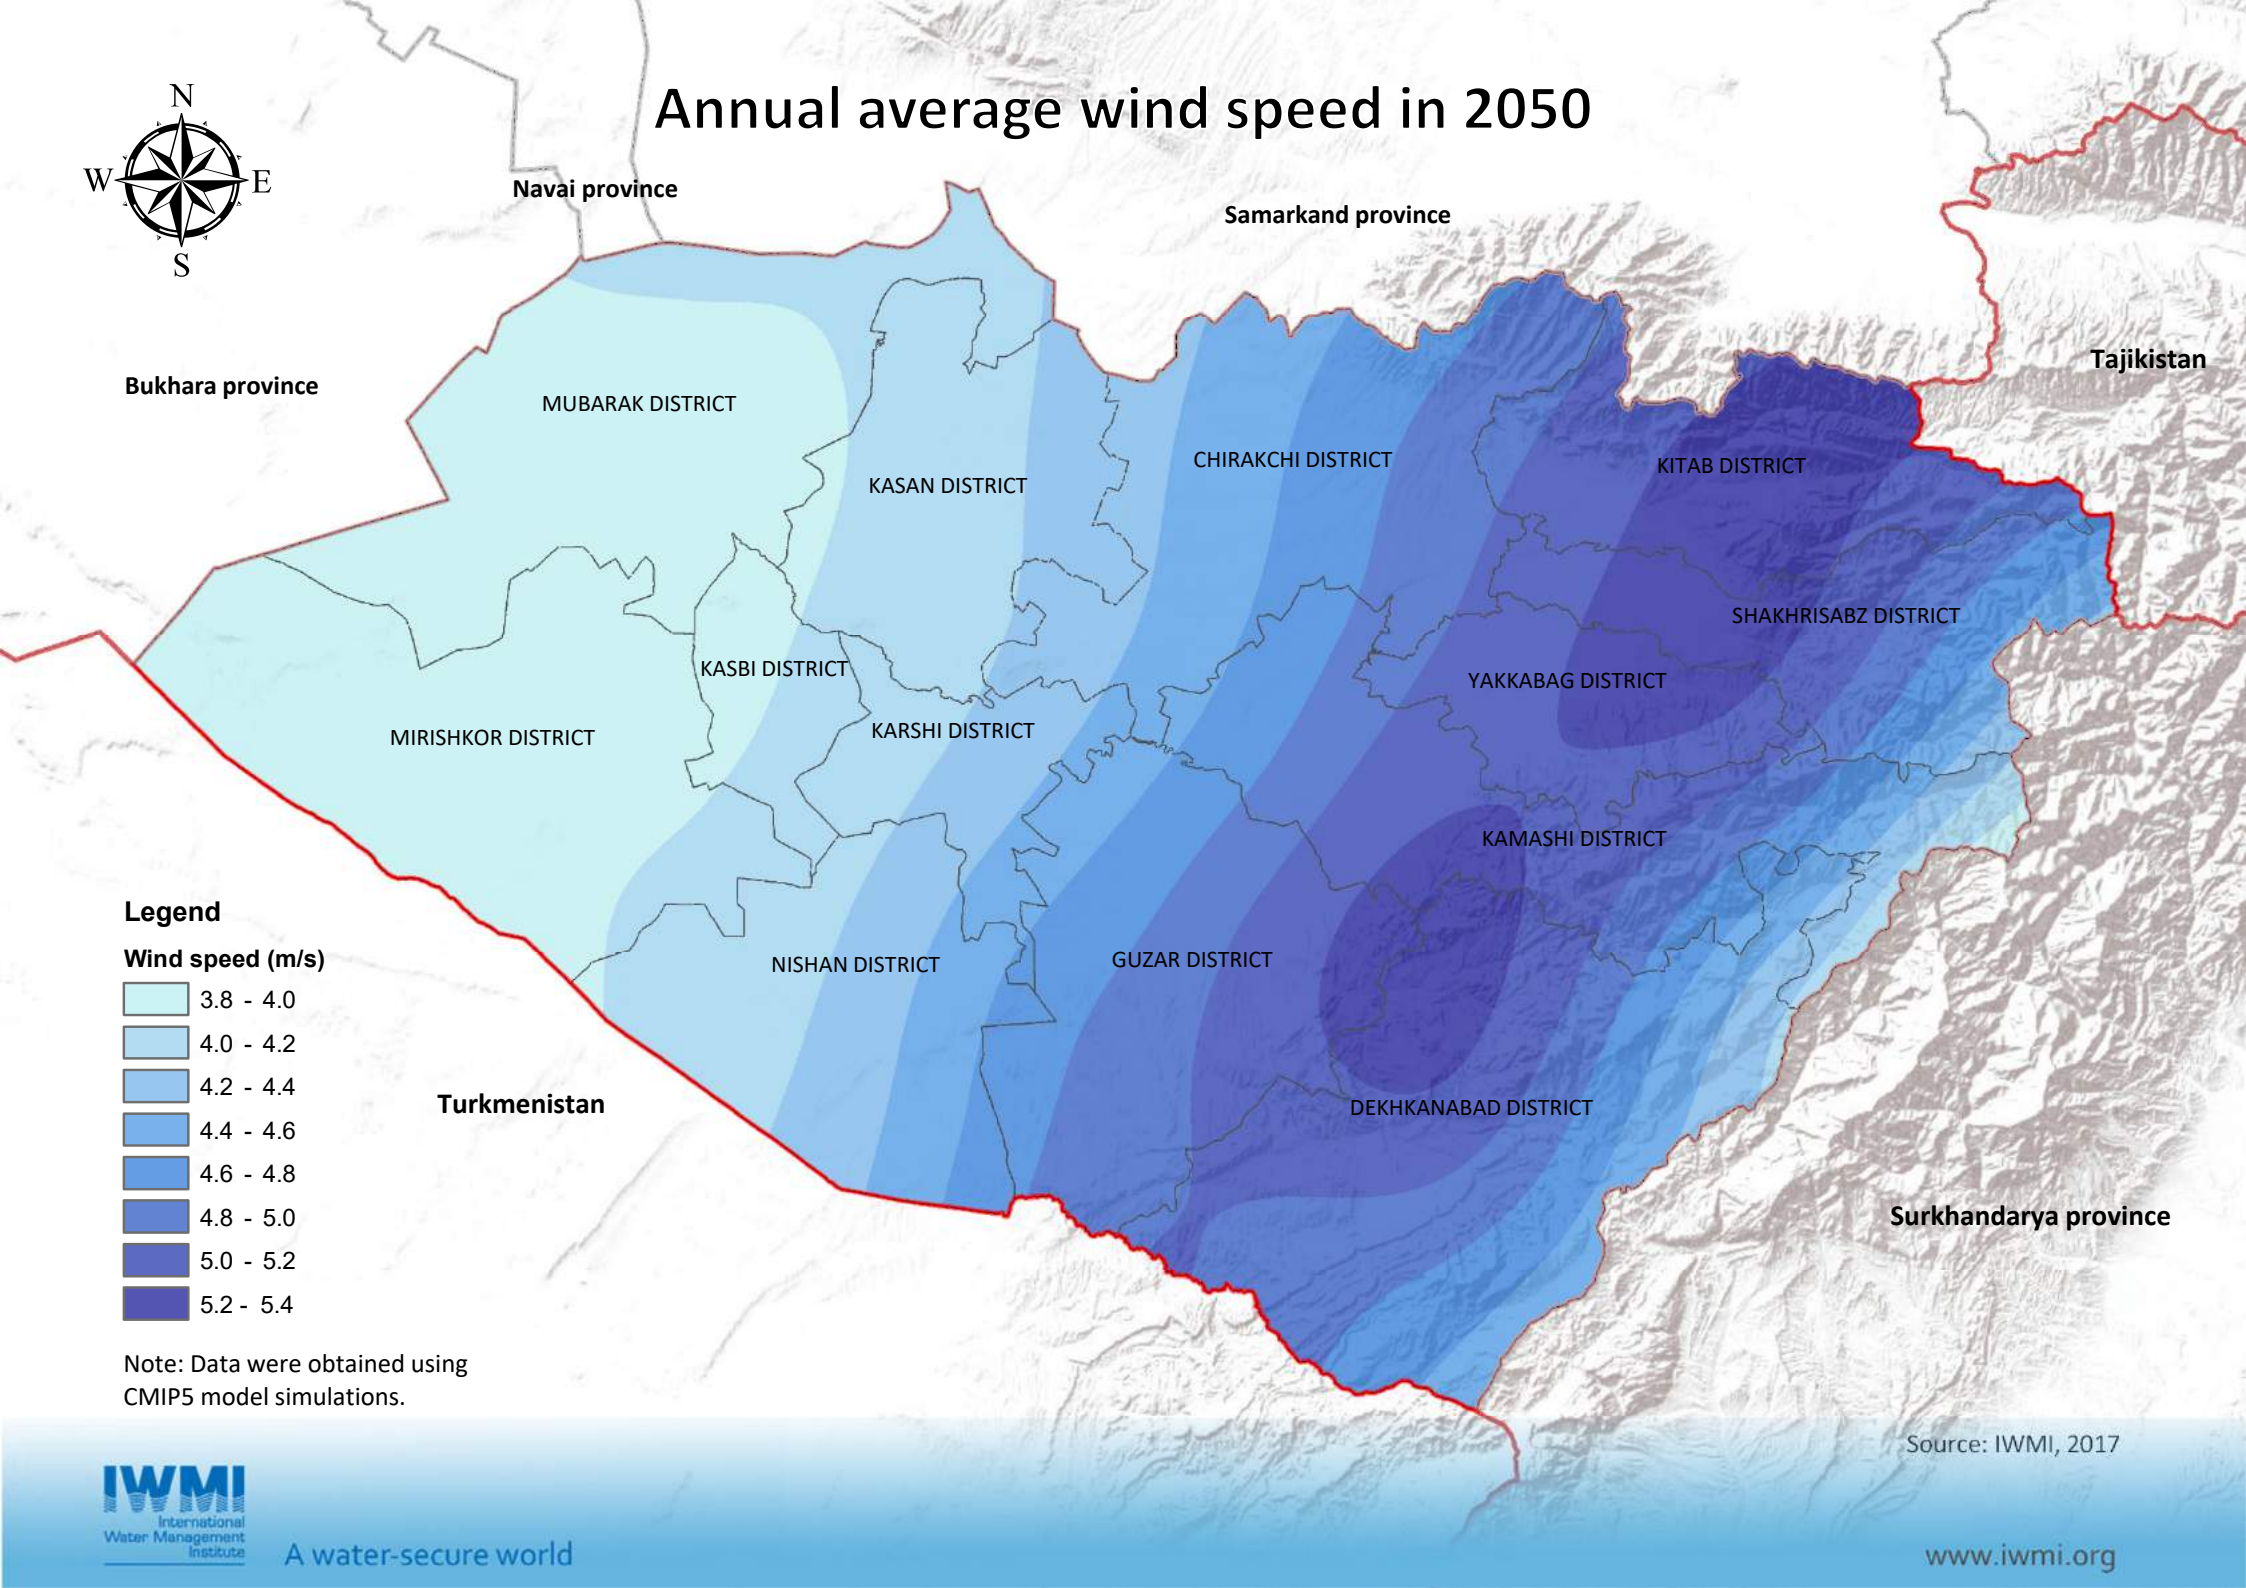 Annual average wind speed in 2050
N
W
E
S
Navai province
Samarkand province
Bukhara province
Tajikistan
MUBARAK DISTRICT
CHIRAKCHI DISTRICT
KITAB DISTRICT
KASAN DISTRICT
SHAKHRISABZ DISTRICT
KASBI DISTRICT
YAKKABAG DISTRICT
KARSHI DISTRICT
MIRISHKOR DISTRICT
KAMASHI DISTRICT
NISHAN DISTRICT
GUZAR DISTRICT
DEKHKANABAD DISTRICT
Turkmenistan
Surkhandarya province
Legend
Wind speed (m/s)
3.8 - 4.0
4.0 - 4.2
4.2 - 4.4
4.4 - 4.6
4.6 - 4.8
4.8 - 5.0
5.0 - 5.2
5.2 - 5.4
Note: Data were obtained using
CMIP5 model simulations.
Source: IWMI, 2017
IWMI
International
Water Management
Institute
A water-secure world
www.iwmi.org